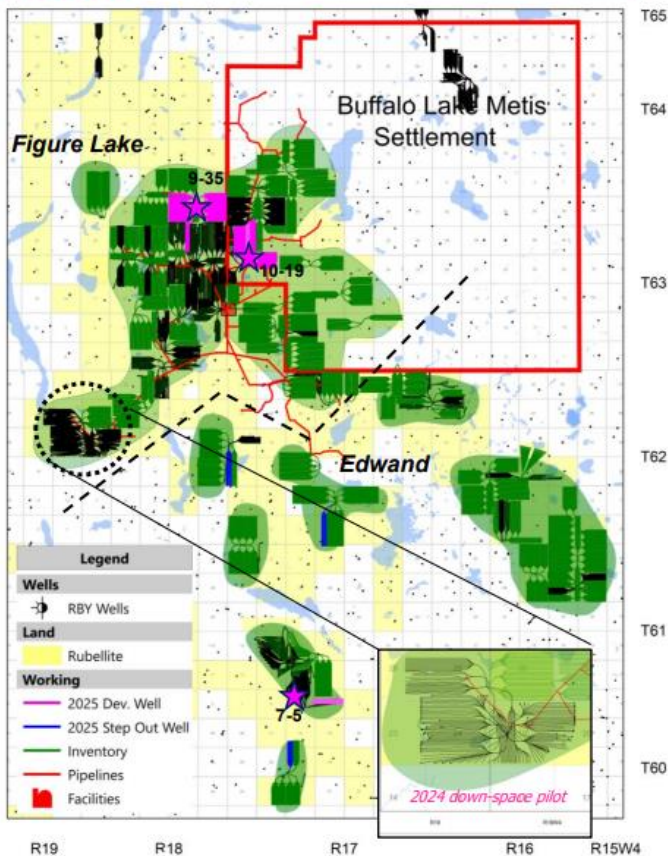 T65
Buffalo Lake Metis
Settlement
T64
Figure Lake
9-35
10-19
T63
T62
Edwand
Legend
Wells
RBY Wells
Land
Rubellite
Working
2025 Dev. Well
2025 Step Out Well
Inventory
Pipelines
Facilities
T61
7-5
2024 down-space pilot
T60
R19
R18
R17
R16
R15W4